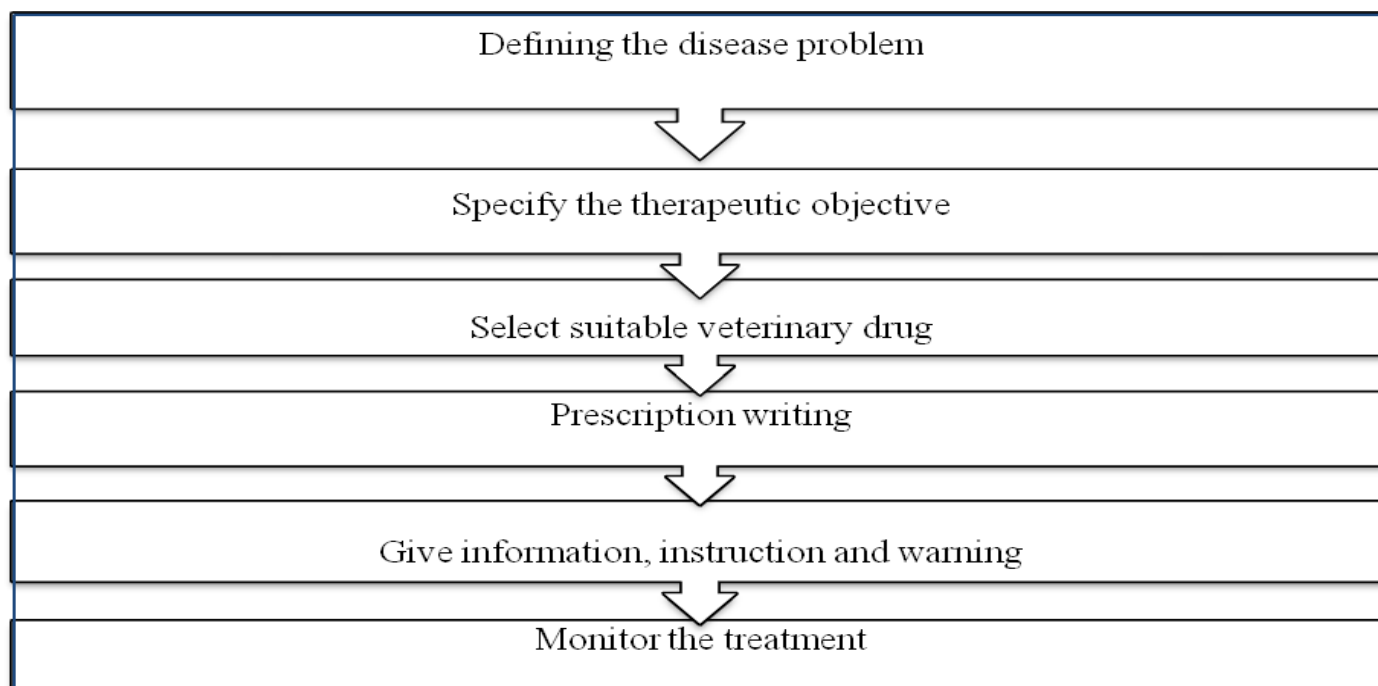 Defining the disease problem
Specify the therapeutic objective
Select suitable veterinary drug
Prescription writing
Give information, instruction and warning
Monitor the treatment